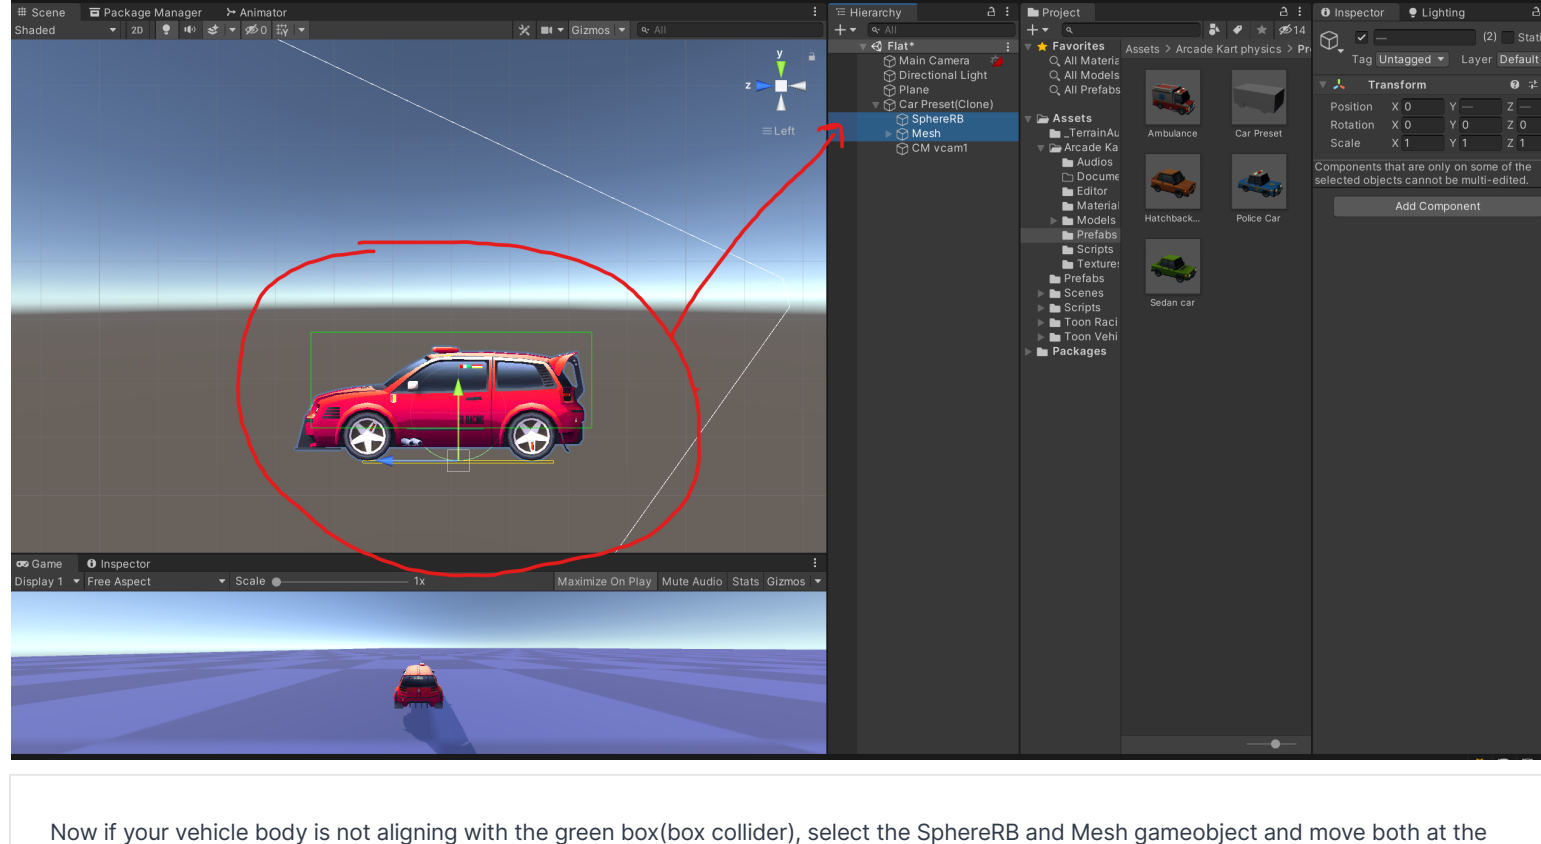 Scene Package Manager Animator
Shaded 2D 0 Gizmos All
y
z
Left
Hierarchy
All
Flat*
Main Camera
Directional Light
Plane
Car Preset(Clone)
SphereRB
Mesh
CM vcam1
Project
14
Favorites
All Materia
All Models
All Prefabs
Assets
_TerrainAu
Arcade Ka
Audios
Docume
Editor
Material
Models
Prefabs
Scripts
Textures
Prefabs
Scenes
Scripts
Toon Raci
Toon Vehi
Packages
Assets > Arcade Kart physics > Pr
Ambulance Car Preset
Hatchback... Police Car
Sedan car
Inspector Lighting
— (2) Stati
Tag Untagged Layer Default
Transform
Position X 0 Y — Z —
Rotation X 0 Y 0 Z 0
Scale X 1 Y 1 Z 1
Components that are only on some of the
selected objects cannot be multi-edited.
Add Component
Game Inspector
Display 1 Free Aspect Scale 1x Maximize On Play Mute Audio Stats Gizmos
Now if your vehicle body is not aligning with the green box(box collider), select the SphereRB and Mesh gameobject and move both at the